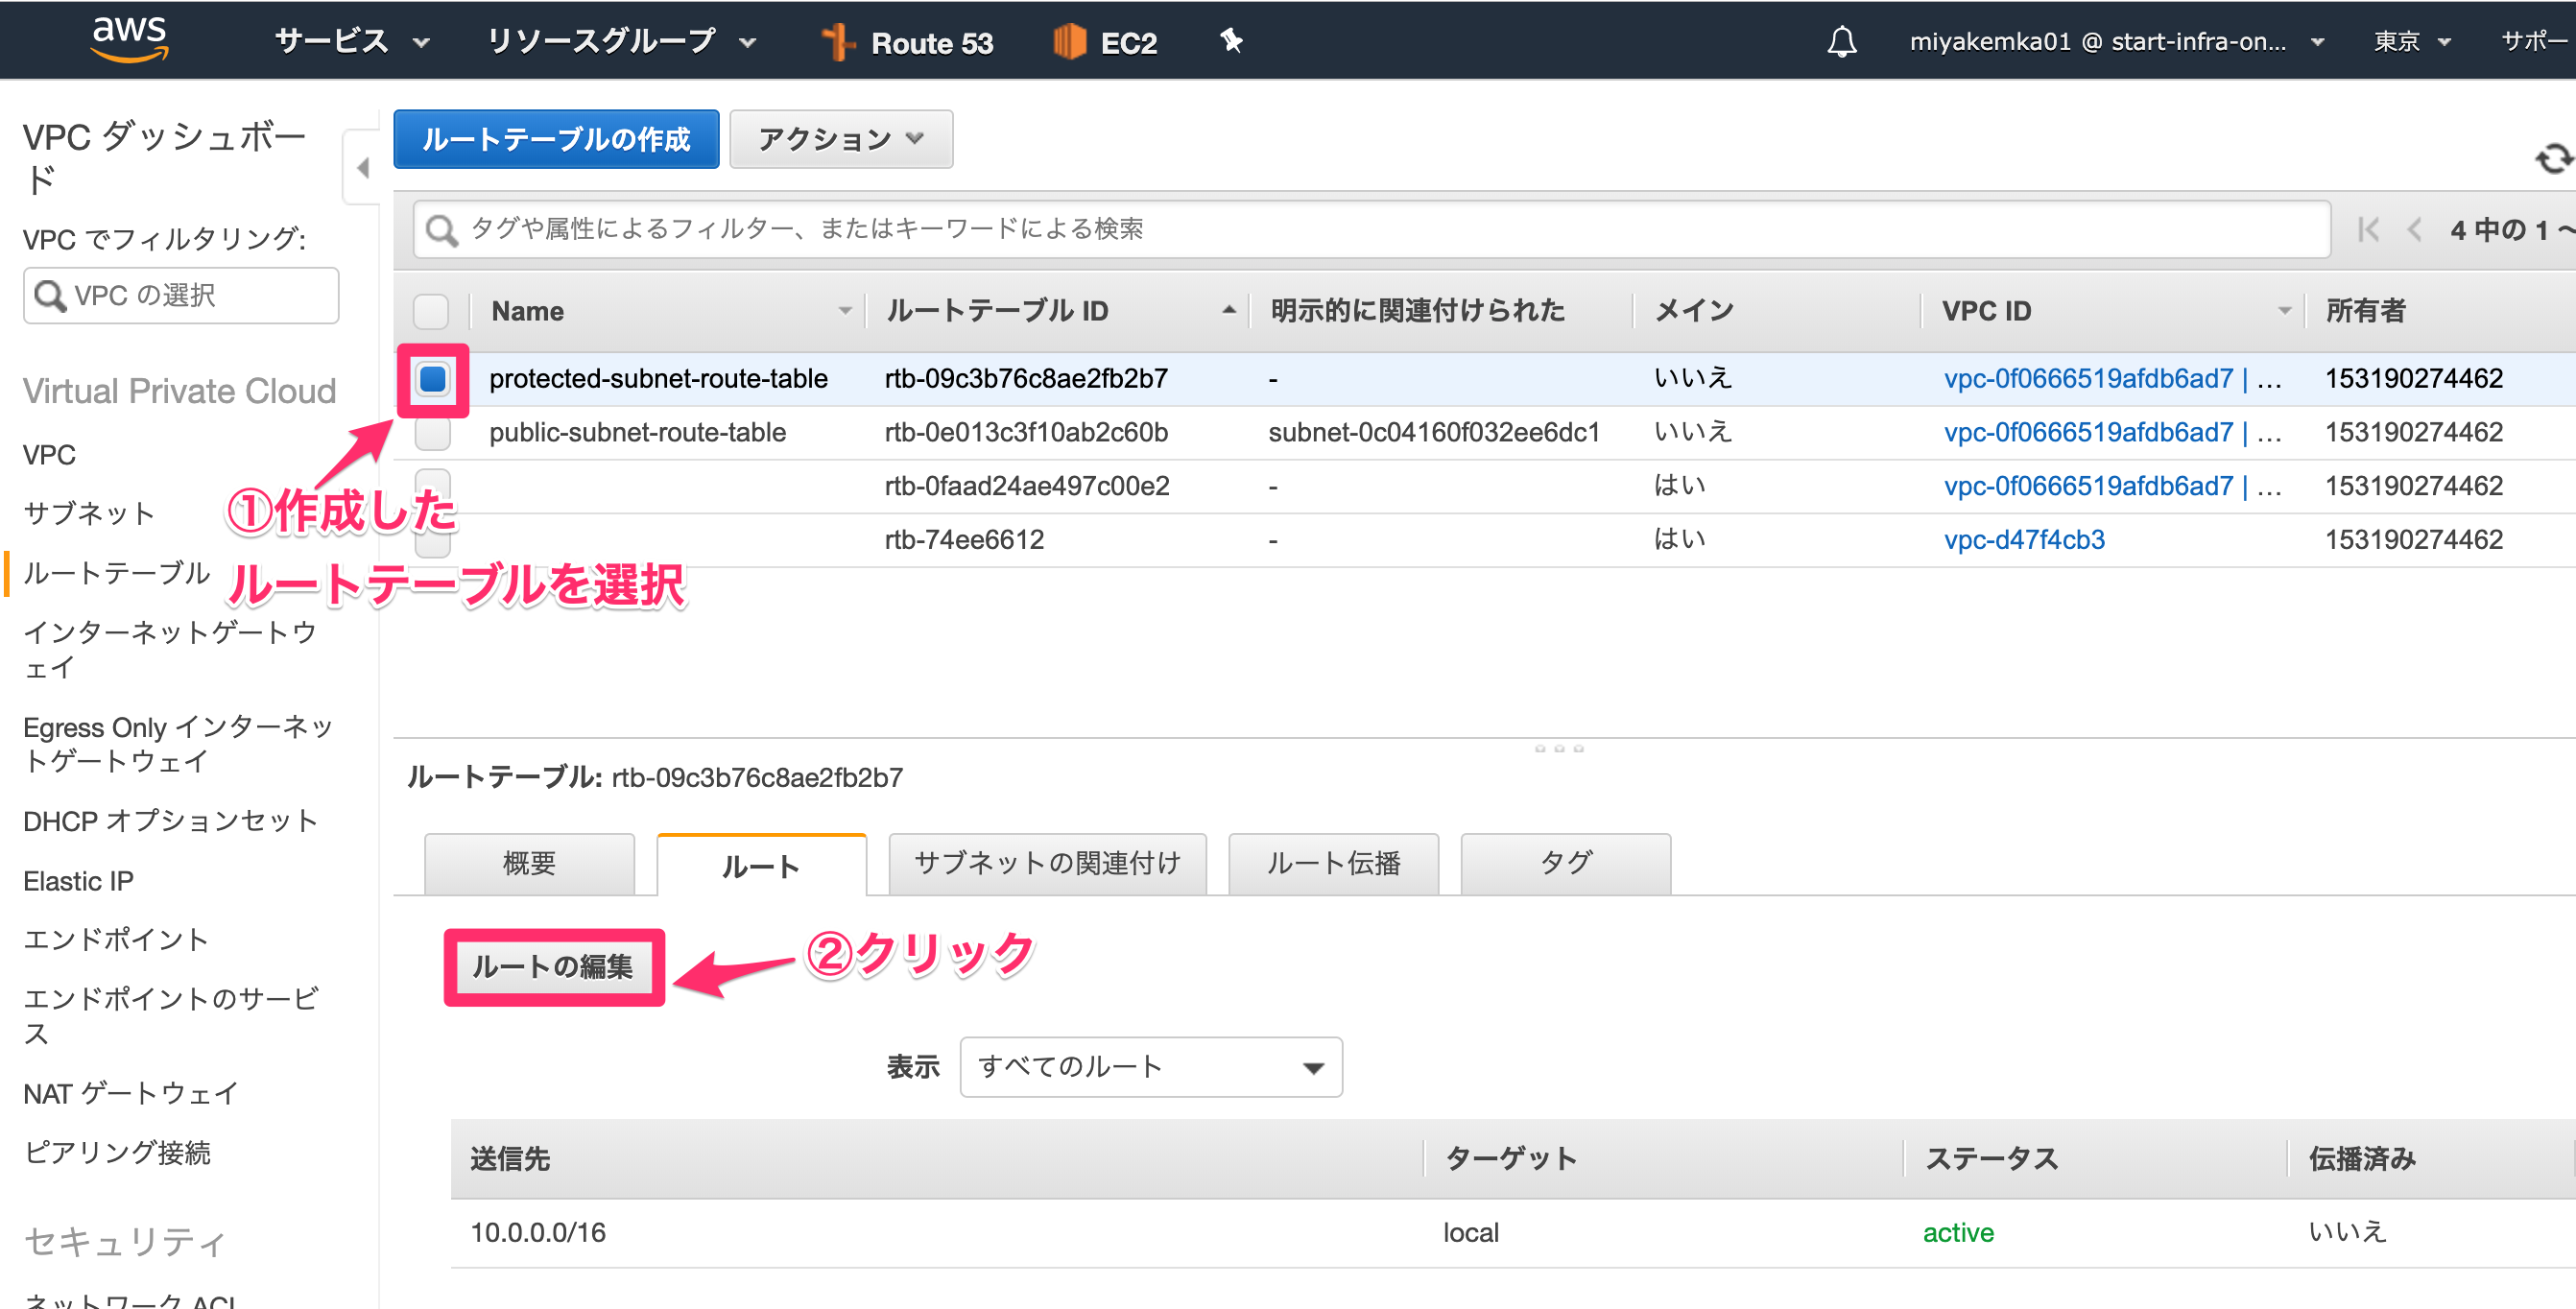 aws サービス リソースグループ Route 53 EC2 miyakemka01 @ start-infra-on... 東京 サポー
VPC ダッシュボー
ド
VPC でフィルタリング:
VPC の選択
Virtual Private Cloud
VPC
サブネット
ルートテーブル
インターネットゲートウ
ェイ
Egress Only インターネッ
トゲートウェイ
DHCP オプションセット
Elastic IP
エンドポイント
エンドポイントのサービ
ス
NAT ゲートウェイ
ピアリング接続
セキュリティ
ネットワーク ACL
ルートテーブルの作成 アクション
タグや属性によるフィルター、またはキーワードによる検索 4 中の 1 ～
Name ルートテーブル ID 明示的に関連付けられた メイン VPC ID 所有者
protected-subnet-route-table rtb-09c3b76c8ae2fb2b7 - いいえ vpc-0f0666519afdb6ad7 | ... 153190274462
public-subnet-route-table rtb-0e013c3f10ab2c60b subnet-0c04160f032ee6dc1 いいえ vpc-0f0666519afdb6ad7 | ... 153190274462
rtb-0faad24ae497c00e2 - はい vpc-0f0666519afdb6ad7 | ... 153190274462
rtb-74ee6612 - はい vpc-d47f4cb3 153190274462
①作成した
ルートテーブルを選択
ルートテーブル: rtb-09c3b76c8ae2fb2b7
概要 ルート サブネットの関連付け ルート伝播 タグ
ルートの編集
②クリック
表示 すべてのルート
送信先 ターゲット ステータス 伝播済み
10.0.0.0/16 local active いいえ